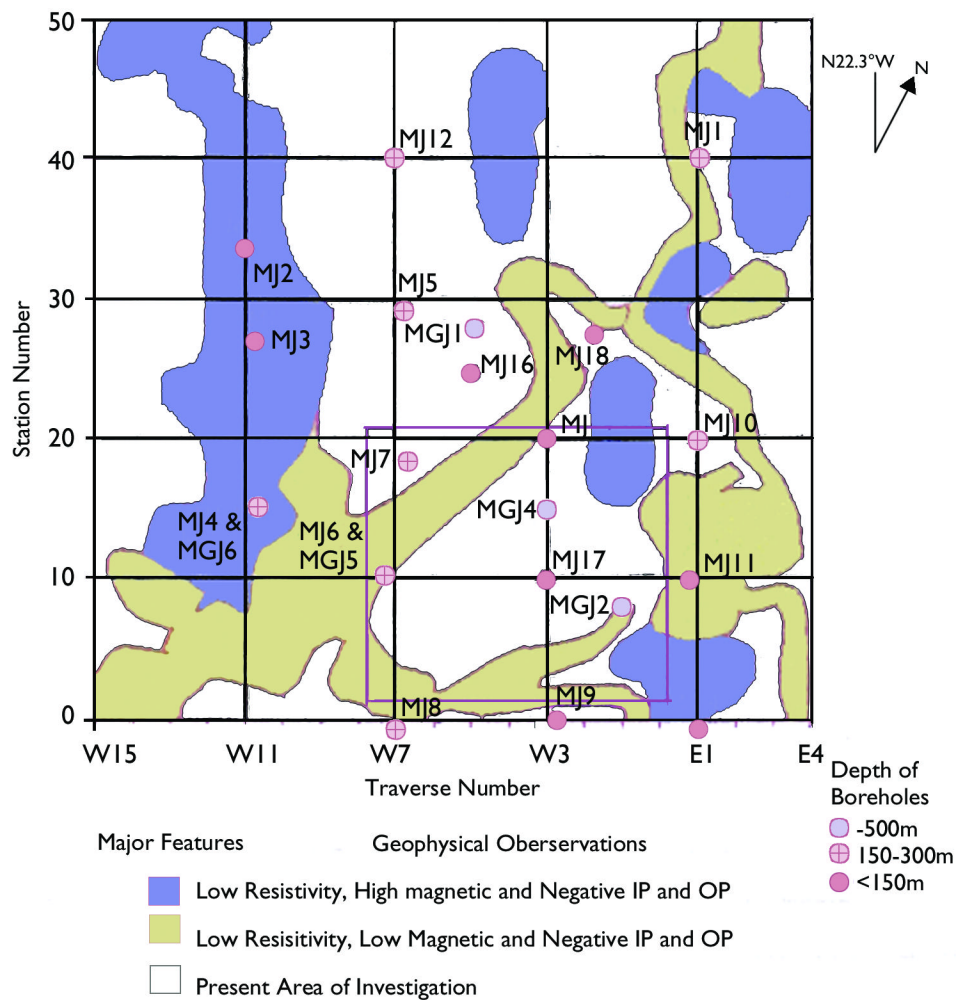 50
N22.3°W
N
MJ12
MJ1
40
MJ2
MJ5
30
MGJ1
MJ3
MJ16
MJ18
Station Number
MJ
MJ10
20
MJ7
MGJ4
MJ4 &
MGJ6
MJ6 &
MGJ5
MJ17
MJ11
10
MGJ2
MJ8
MJ9
0
W15
W11
W7
W3
E1
E4
Traverse Number
Depth of
Boreholes
-500m
150-300m
<150m
Major Features
Geophysical Oberservations
Low Resistivity, High magnetic and Negative IP and OP
Low Resisitivity, Low Magnetic and Negative IP and OP
Present Area of Investigation